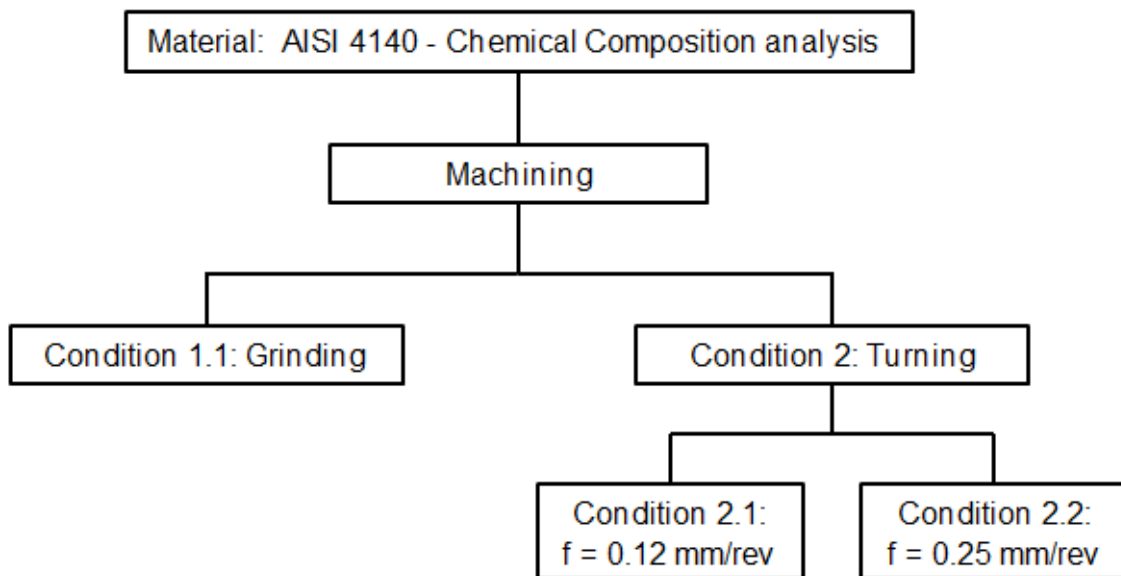 Material: AISI 4140 - Chemical Composition analysis
Machining
Condition 1.1: Grinding
Condition 2: Turning
Condition 2.1:
f = 0.12 mm/rev
Condition 2.2:
f = 0.25 mm/rev